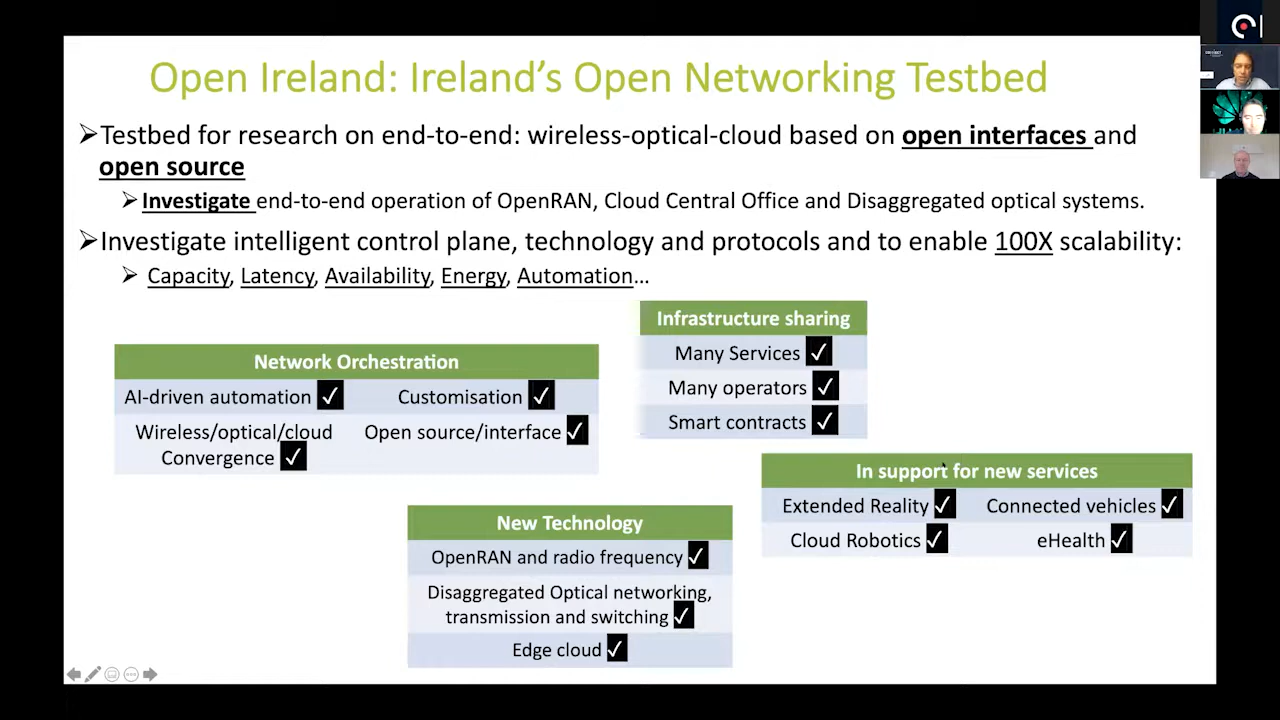 Open Ireland: Ireland's Open Networking Testbed
➢Testbed for research on end-to-end: wireless-optical-cloud based on open interfaces and
open source
➢ Investigate end-to-end operation of OpenRAN, Cloud Central Office and Disaggregated optical systems.
➢Investigate intelligent control plane, technology and protocols and to enable 100X scalability:
➢ Capacity, Latency, Availability, Energy, Automation...
Infrastructure sharing
Many Services ✓
Many operators ✓
Smart contracts ✓
Network Orchestration
AI-driven automation ✓ Customisation ✓
Wireless/optical/cloud Open source/interface ✓
Convergence ✓
In support for new services
Extended Reality ✓ Connected vehicles ✓
Cloud Robotics ✓ eHealth ✓
New Technology
OpenRAN and radio frequency ✓
Disaggregated Optical networking,
transmission and switching ✓
Edge cloud ✓